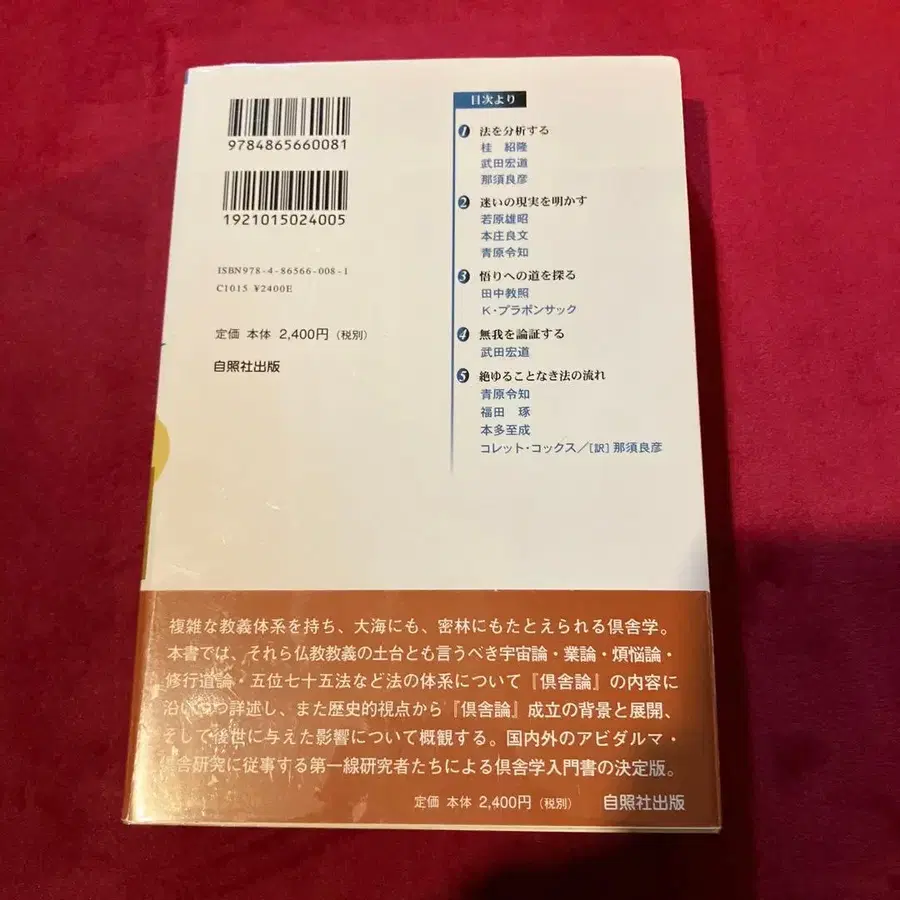 9784865660081
1921015024005
ISBN978-4-86566-008-1
C1015 ¥2400E
定価 本体 2,400円（税別）
自照社出版
目次より
1 法を分析する
桂 紹隆
武田宏道
那須良彦
2 迷いの現実を明かす
若原雄昭
本庄良文
青原令知
3 悟りへの道を探る
田中教照
K・プラポンサック
4 無我を論証する
武田宏道
5 絶ゆることなき法の流れ
青原令知
福田 琢
本多至成
コレット・コックス／［訳］那須良彦
複雑な教義体系を持ち、大海にも、密林にもたとえられる倶舎学。
本書では、それら仏教教義の土台とも言うべき宇宙論・業論・煩悩論・
修行道論・五位七十五法など法の体系について『倶舎論』の内容に
沿いつつ詳述し、また歴史的視点から『倶舎論』成立の背景と展開、
そして後世に与えた影響について概観する。国内外のアビダルマ・
倶舎研究に従事する第一線研究者たちによる倶舎学入門書の決定版。
定価 本体 2,400円（税別） 自照社出版